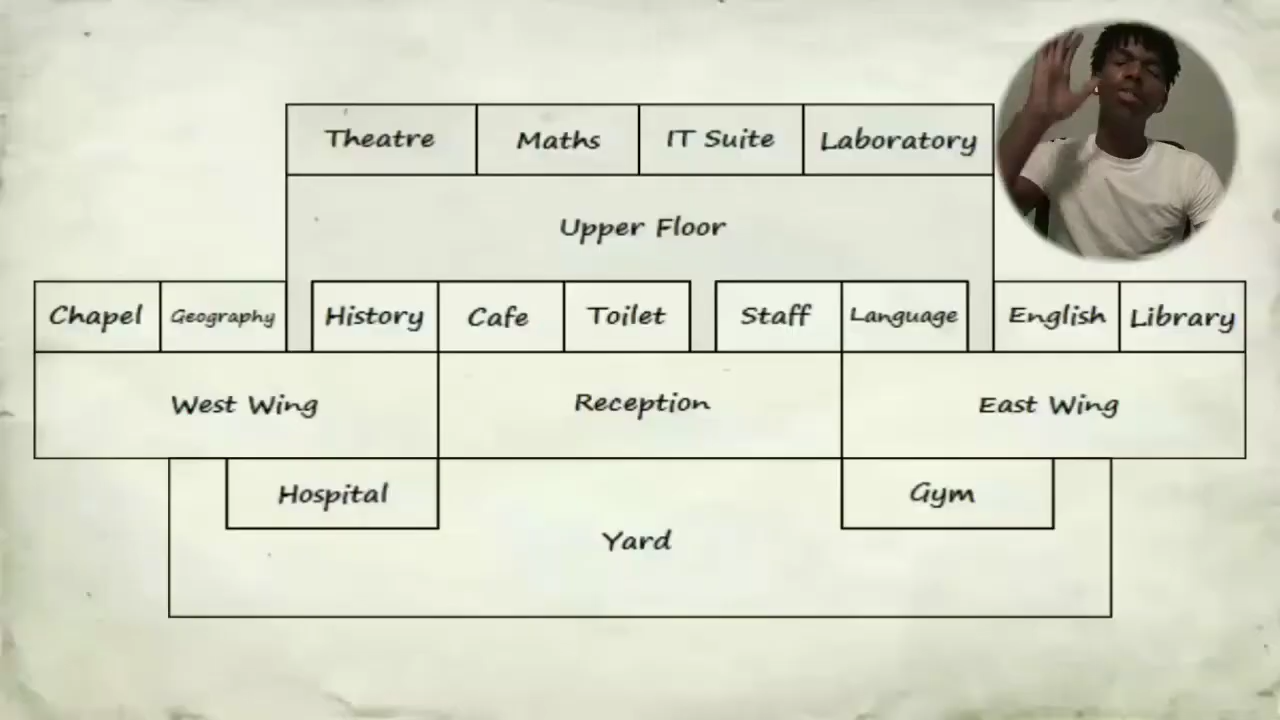 Theatre Maths IT Suite Laboratory
Upper Floor
Chapel Geography History Cafe Toilet Staff Language English Library
West Wing Reception East Wing
Hospital Gym
Yard